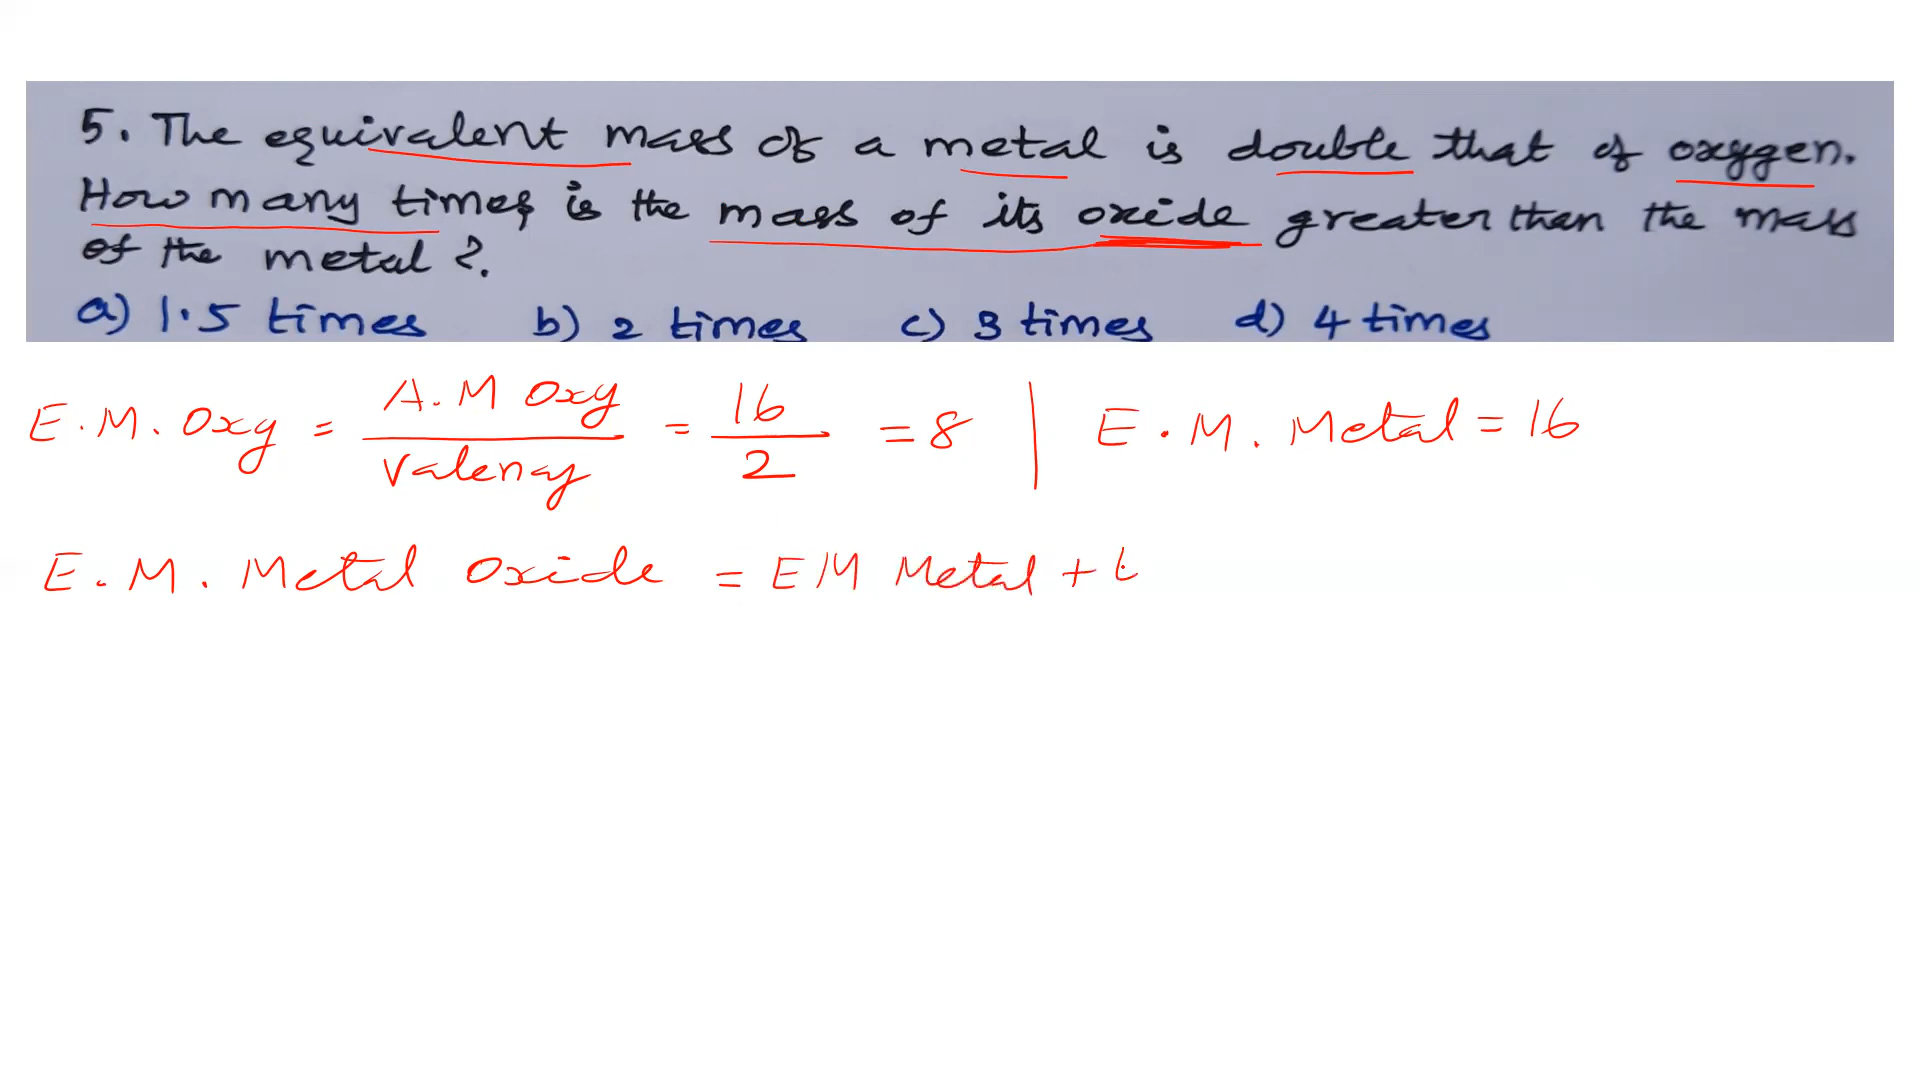 5. The equivalent mass of a metal is double that of oxygen.
How many times is the mass of its oxide greater than the mass
of the metal?.
a) 1.5 times b) 2 times c) 3 times d) 4 times
E.M. Oxy = A.M Oxy / Valency = 16 / 2 = 8 | E.M. Metal = 16
E.M. Metal Oxide = EM Metal +